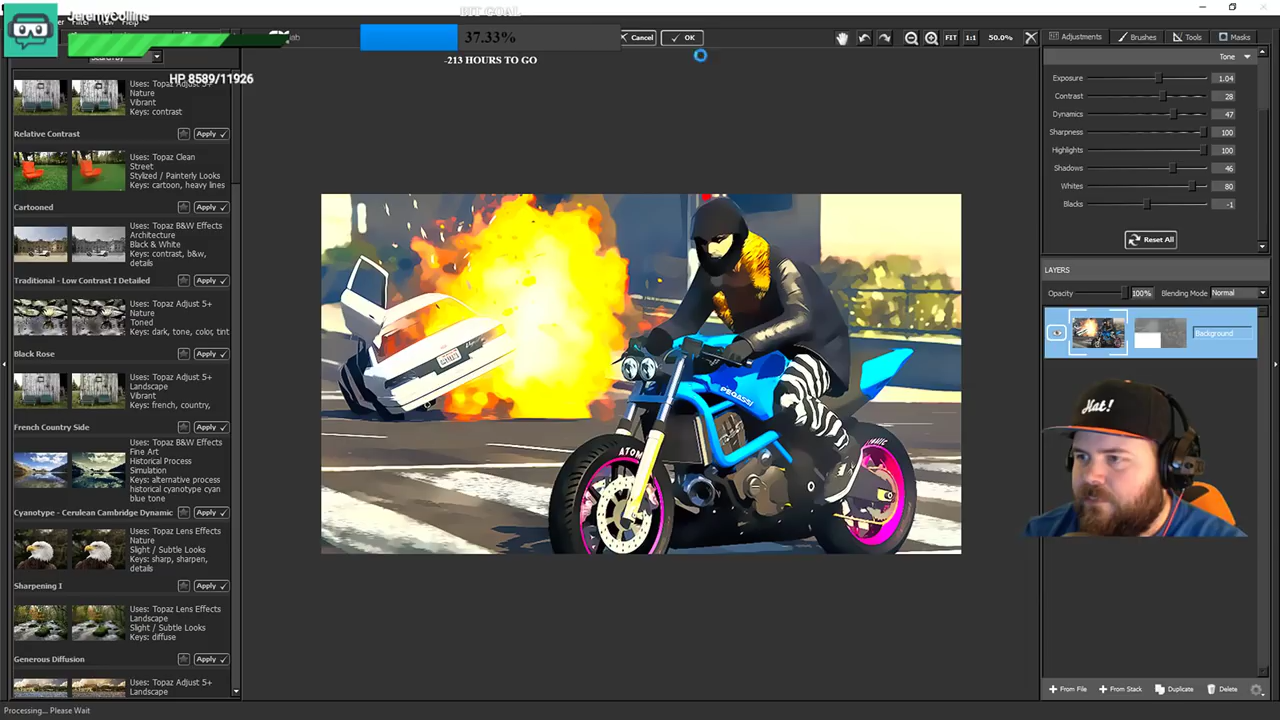 JeremyCollins
BIT GOAL
37.33%
-213 HOURS TO GO
HP 8589/11926
Filter View Help
Cancel
OK
1:1
FIT
50.0%
Adjustments
Brushes
Tools
Masks
Uses: Topaz Adjust 5+
Nature
Vibrant
Keys: contrast
Relative Contrast
Apply
Uses: Topaz Clean
Street
Stylized / Painterly Looks
Keys: cartoon, heavy lines
Cartooned
Apply
Uses: Topaz B&W Effects
Architecture
Black & White
Keys: contrast, b&w,
details
Traditional - Low Contrast I Detailed
Apply
Uses: Topaz Adjust 5+
Nature
Toned
Keys: dark, tone, color, tint
Black Rose
Apply
Uses: Topaz Adjust 5+
Landscape
Vibrant
Keys: french, country,
French Country Side
Apply
Uses: Topaz B&W Effects
Fine Art
Historical Process
Simulation
Keys: alternative process
historical cyanotype cyan
blue tone
Cyanotype - Cerulean Cambridge Dynamic
Apply
Uses: Topaz Lens Effects
Nature
Slight / Subtle Looks
Keys: sharp, sharpen,
details
Sharpening I
Apply
Uses: Topaz Lens Effects
Landscape
Slight / Subtle Looks
Keys: diffuse
Generous Diffusion
Apply
Uses: Topaz Adjust 5+
Landscape
Processing... Please Wait
PEGASSI
ATOMIC
Tone
Exposure 1.04
Contrast 28
Dynamics 47
Sharpness 100
Highlights 100
Shadows 46
Whites 80
Blacks -1
Reset All
LAYERS
Opacity 100% Blending Mode Normal
Background
Hat!
From File From Stack Duplicate Delete